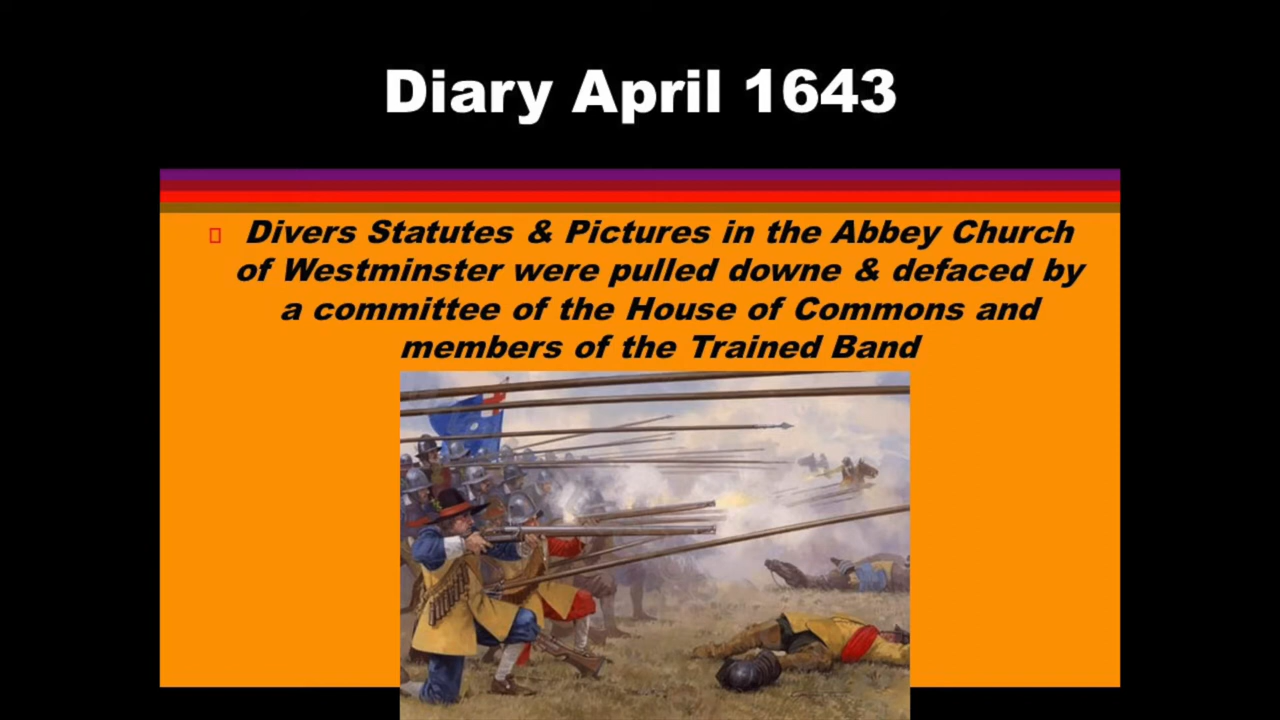 Diary April 1643
Divers Statutes & Pictures in the Abbey Church
of Westminster were pulled downe & defaced by
a committee of the House of Commons and
members of the Trained Band